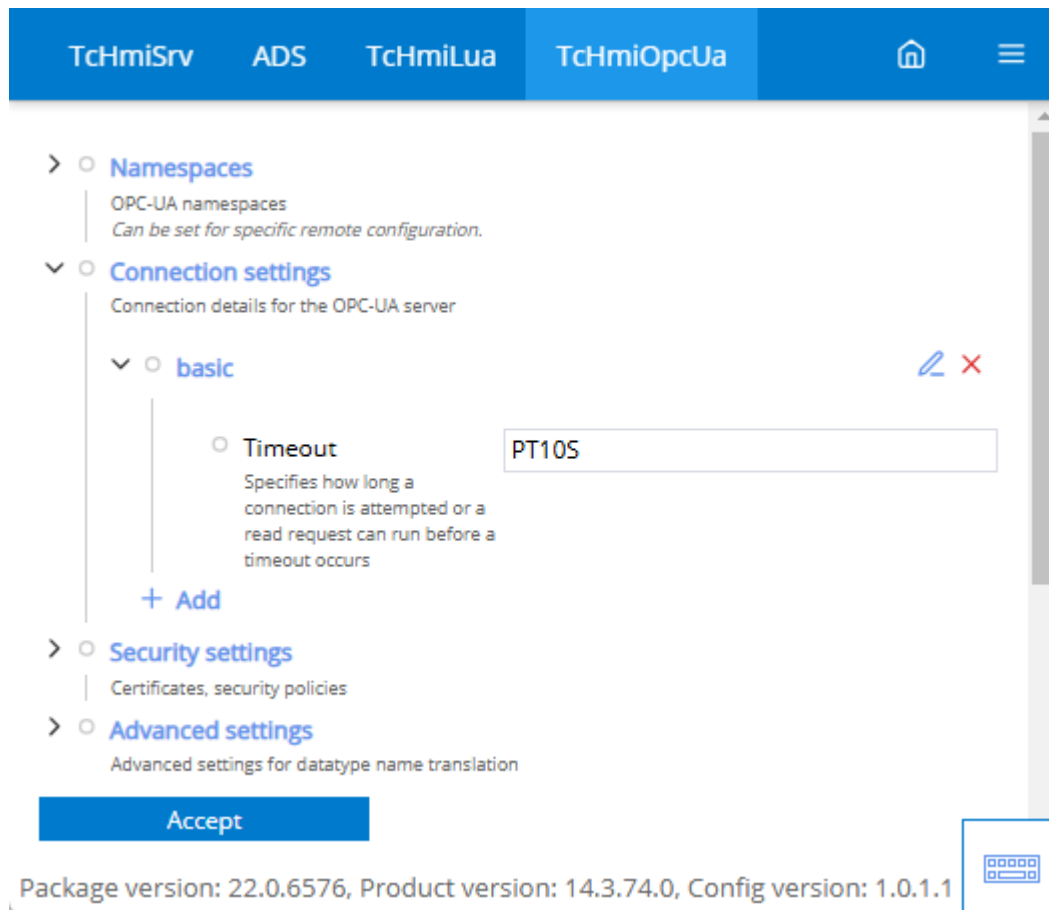 TcHmiSrv ADS TcHmiLua TcHmiOpcUa
Namespaces
OPC-UA namespaces
Can be set for specific remote configuration.
Connection settings
Connection details for the OPC-UA server
basic
Timeout PT10S
Specifies how long a
connection is attempted or a
read request can run before a
timeout occurs
+ Add
Security settings
Certificates, security policies
Advanced settings
Advanced settings for datatype name translation
Accept
Package version: 22.0.6576, Product version: 14.3.74.0, Config version: 1.0.1.1